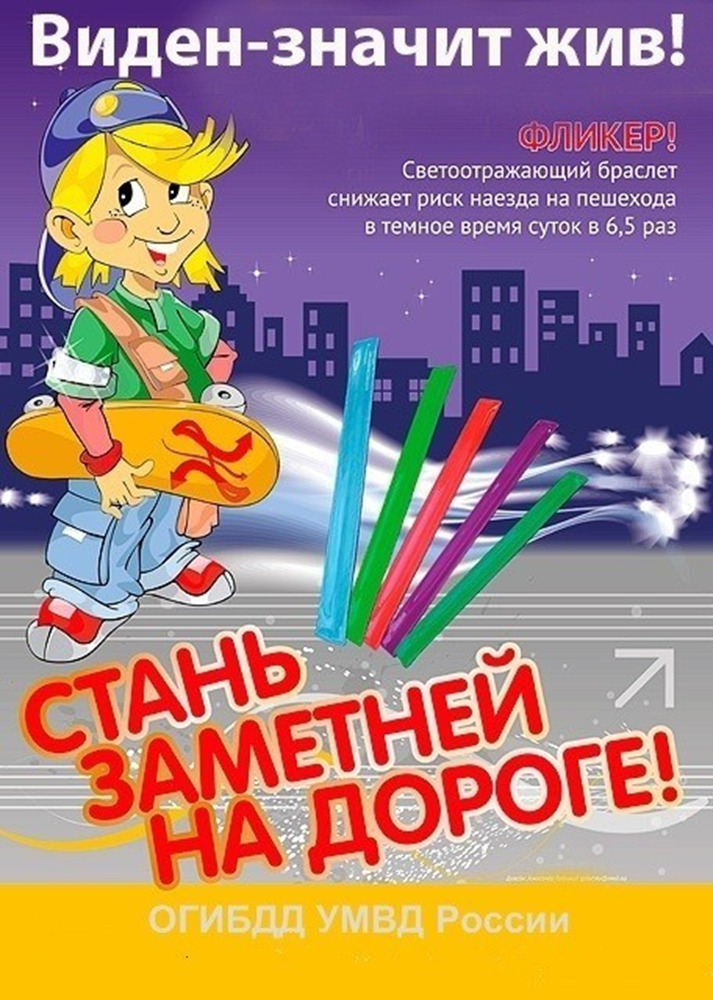 Виден-значит жив!
ФЛИКЕР!
Светоотражающий браслет
снижает риск наезда на пешехода
в темное время суток в 6,5 раз
СТАНЬ
ЗАМЕТНЕЙ
НА ДОРОГЕ!
ОГИБДД УМВД России